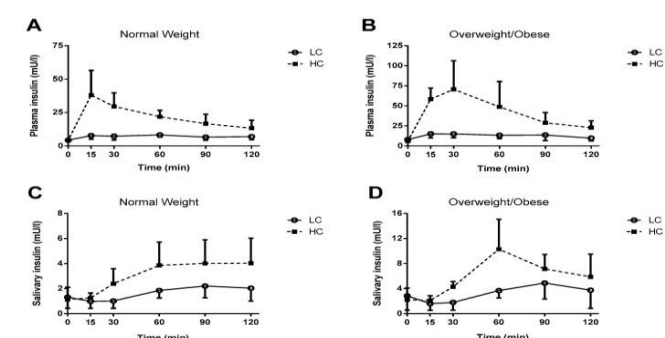 A
Normal Weight
75
50
25
0
Plasma insulin (mU/l)
0 15 30 60 90 120
Time (min)
LC
HC
B
Overweight/Obese
125
100
75
50
25
0
Plasma insulin (mU/l)
0 15 30 60 90 120
Time (min)
LC
HC
C
Normal Weight
8
6
4
2
0
Salivary insulin (mU/l)
0 15 30 60 90 120
Time (min)
LC
HC
D
Overweight/Obese
16
12
8
4
0
Salivary insulin (mU/l)
0 15 30 60 90 120
Time (min)
LC
HC